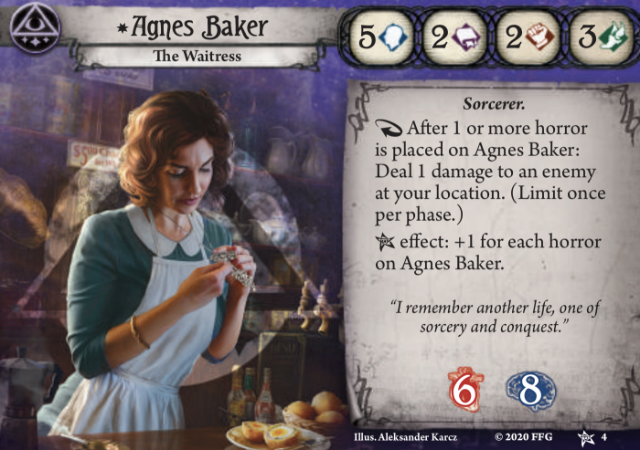 Agnes Baker
The Waitress
5 2 2 3
Sorcerer.
After 1 or more horror
is placed on Agnes Baker:
Deal 1 damage to an enemy
at your location. (Limit once
per phase.)
effect: +1 for each horror
on Agnes Baker.
“I remember another life, one of
sorcery and conquest.”
6 8
Illus. Aleksander Karcz © 2020 FFG 4